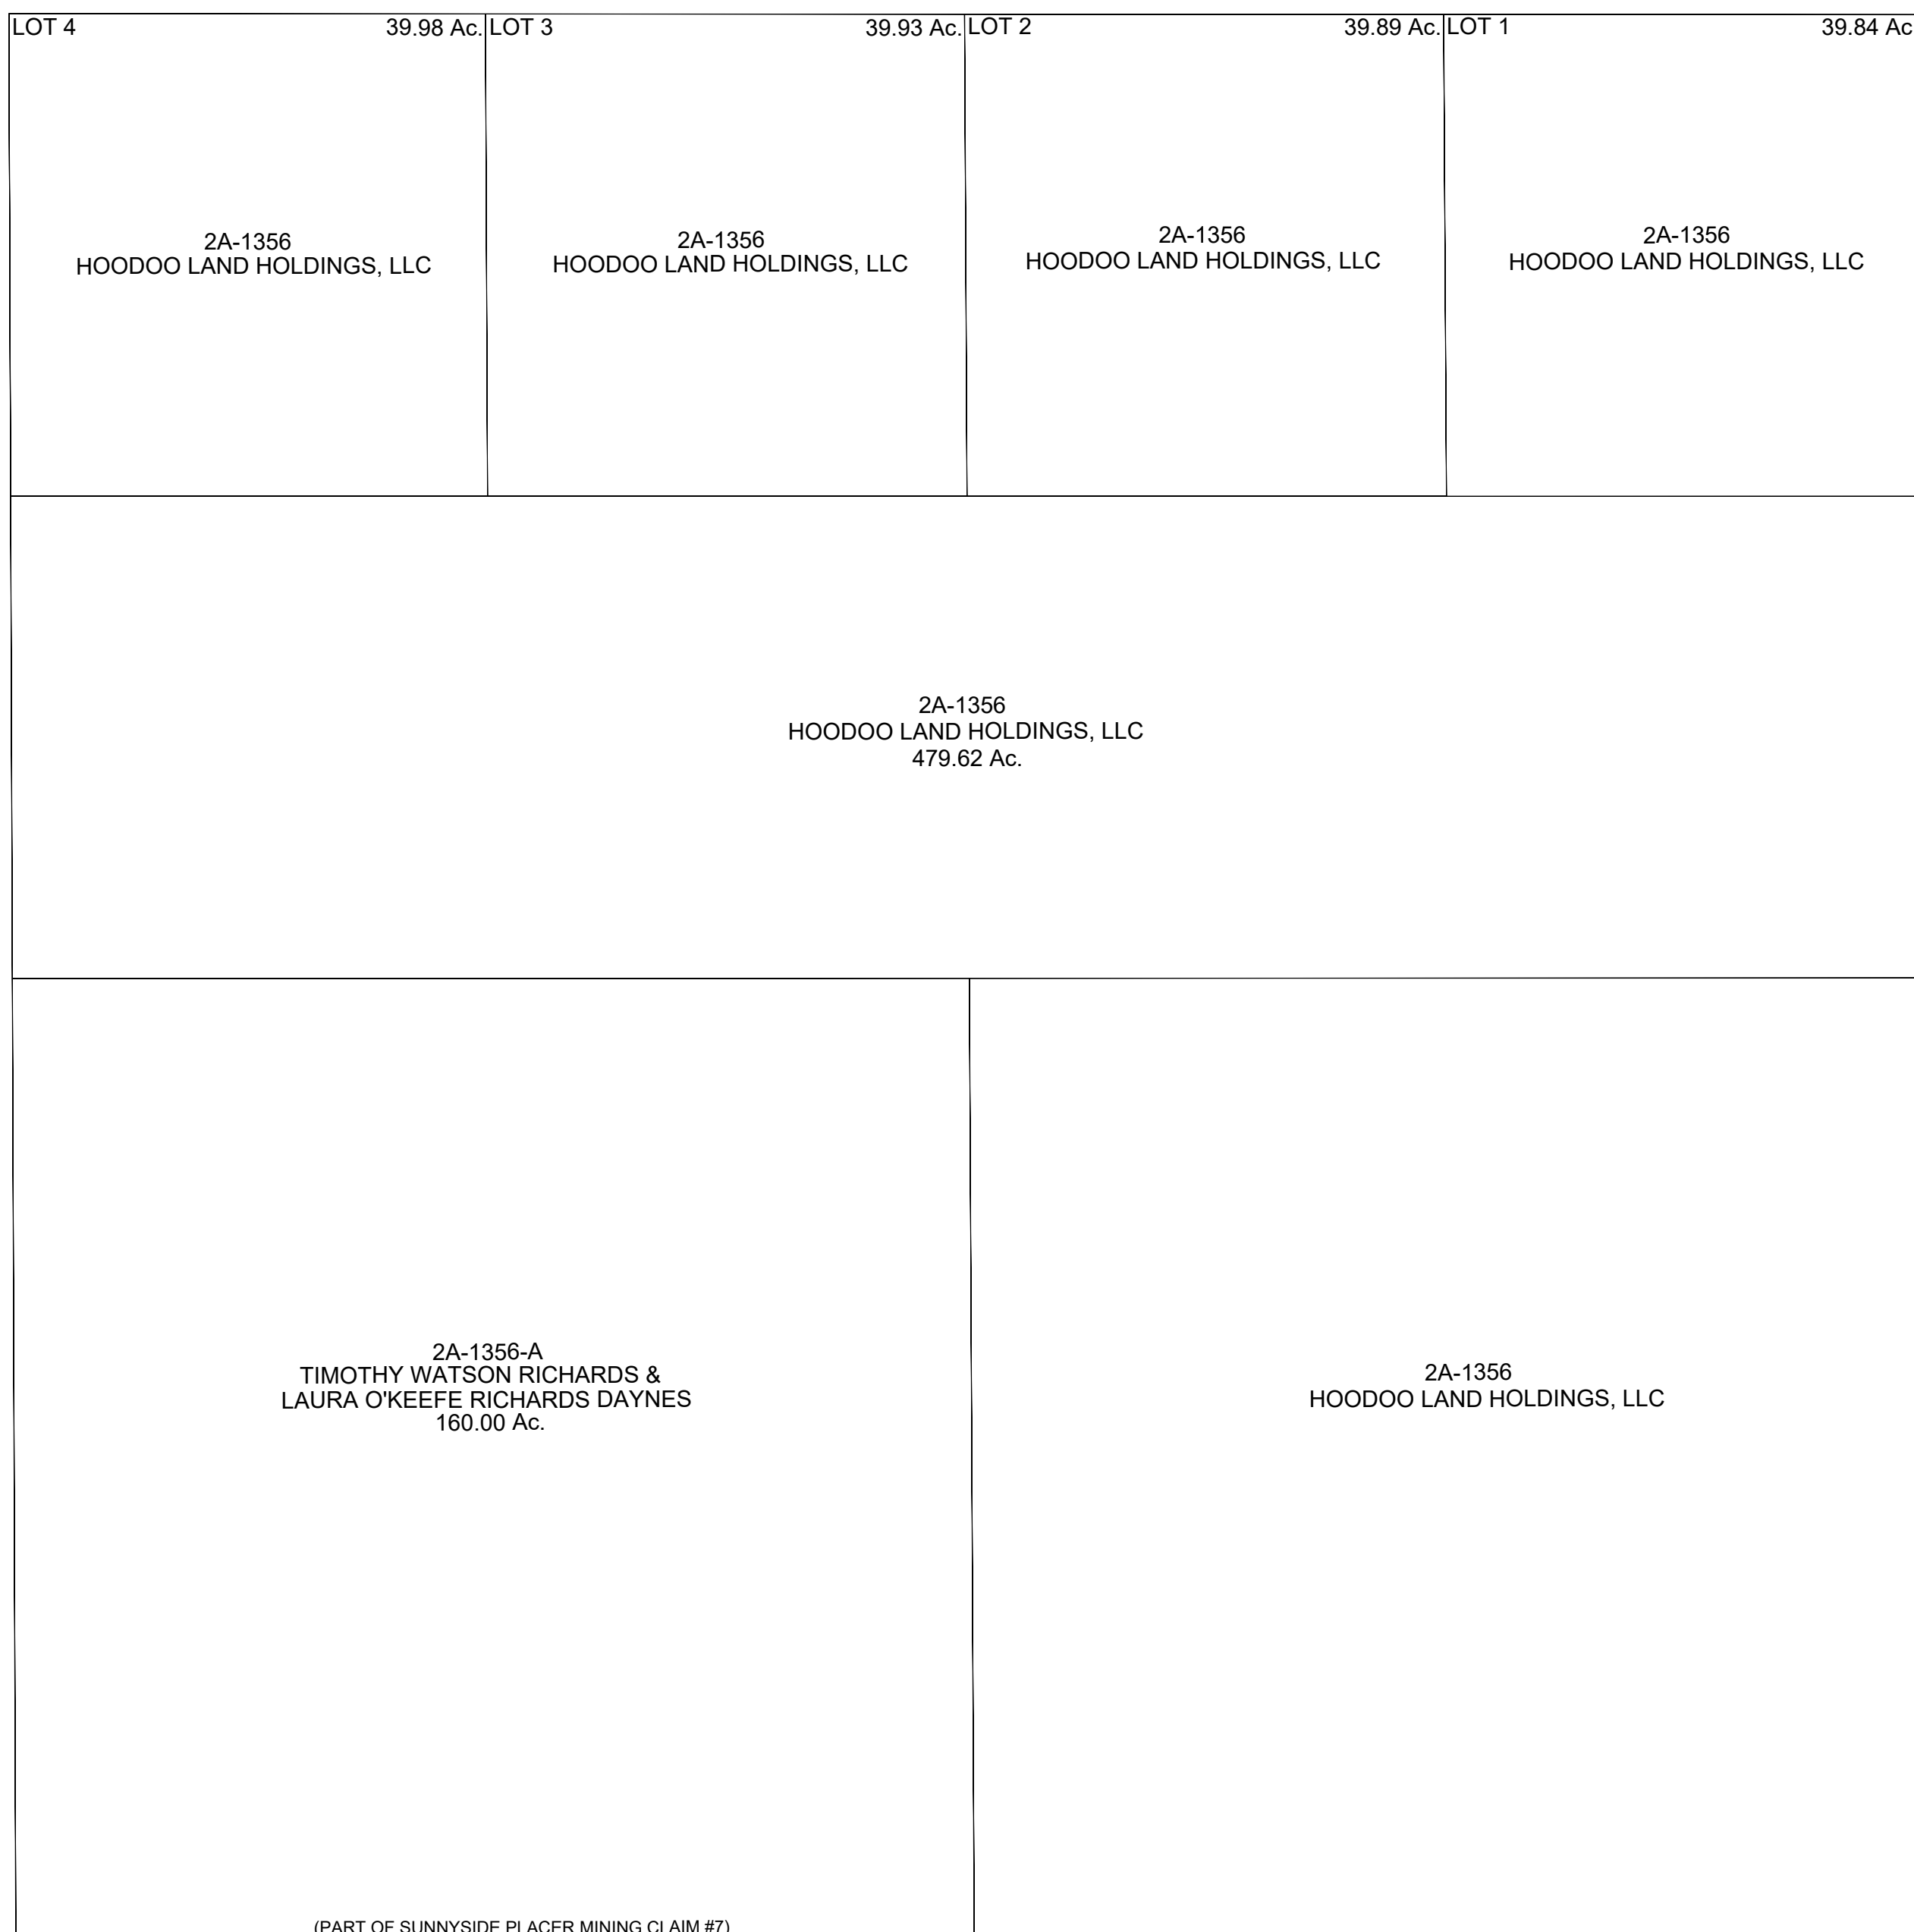 LOT 4 39.98 Ac. LOT 3 39.93 Ac. LOT 2 39.89 Ac. LOT 1 39.84 Ac
2A-1356
HOODOO LAND HOLDINGS, LLC
2A-1356
HOODOO LAND HOLDINGS, LLC
2A-1356
HOODOO LAND HOLDINGS, LLC
2A-1356
HOODOO LAND HOLDINGS, LLC
2A-1356
HOODOO LAND HOLDINGS, LLC
479.62 Ac.
2A-1356-A
TIMOTHY WATSON RICHARDS &
LAURA O'KEEFE RICHARDS DAYNES
160.00 Ac.
2A-1356
HOODOO LAND HOLDINGS, LLC
(PART OF SUNNYSIDE PLACER MINING CLAIM #7)